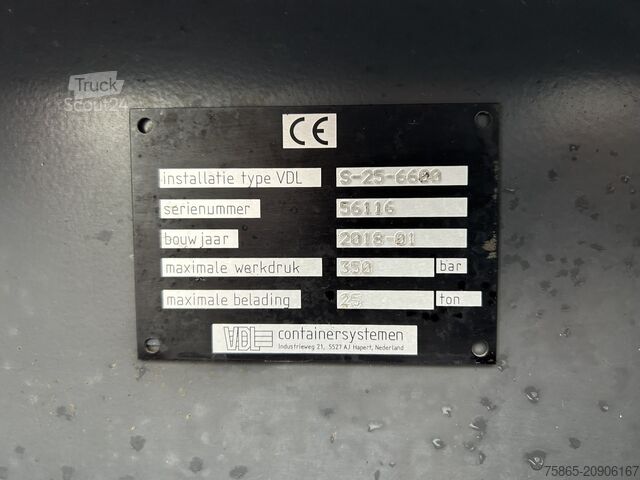 Truck
Scout24
CE
installatie type VDL S-25-6600
serienummer 56116
bouwjaar 2018-01
maximale werkdruk 350 bar
maximale belading 25 ton
VDL containersystemen
Industrieweg 21, 5527 AJ Hapert, Nederland
75865-20906167